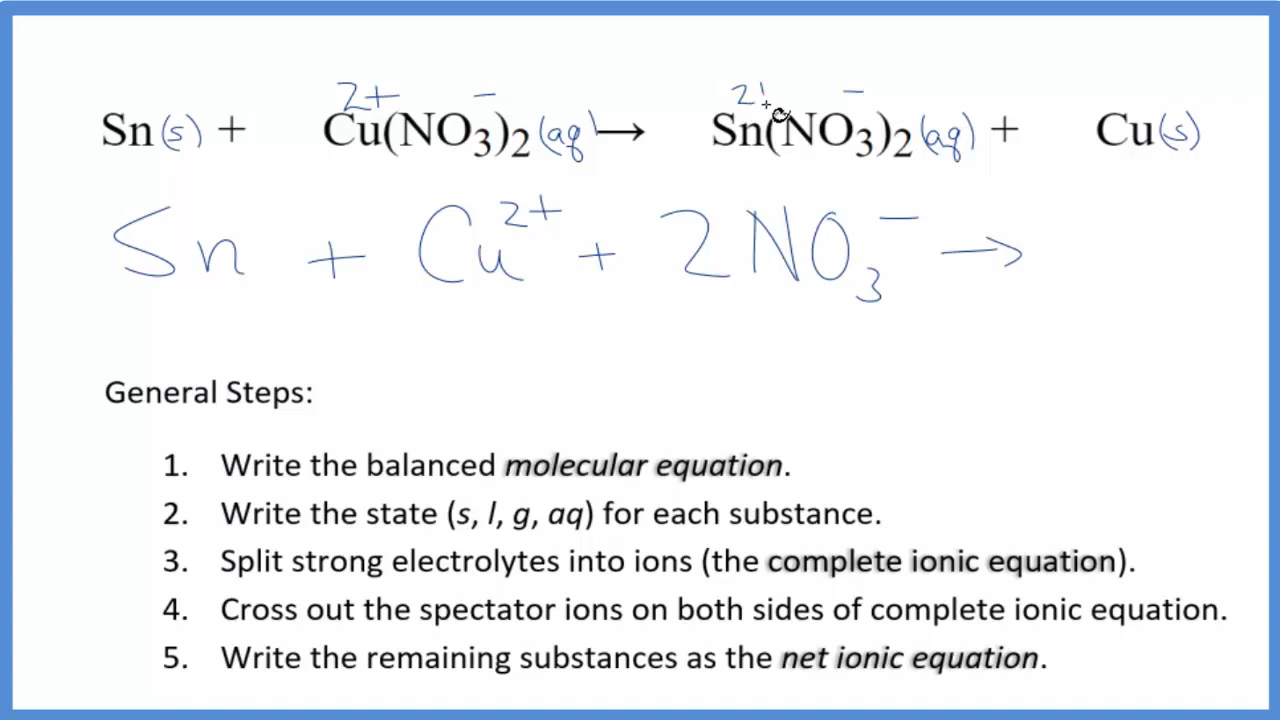 2+ − 2+ −
Sn(s) + Cu(NO3)2(aq) → Sn(NO3)2(aq) + Cu(s)
Sn + Cu2+ + 2NO3− →
General Steps:
1. Write the balanced molecular equation.
2. Write the state (s, l, g, aq) for each substance.
3. Split strong electrolytes into ions (the complete ionic equation).
4. Cross out the spectator ions on both sides of complete ionic equation.
5. Write the remaining substances as the net ionic equation.